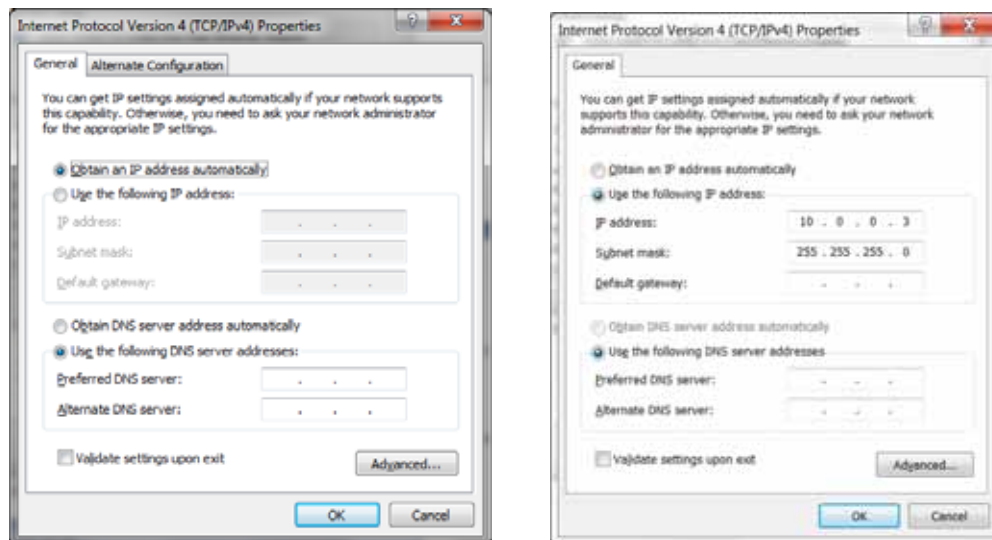 Internet Protocol Version 4 (TCP/IPv4) Properties
General
Alternate Configuration
You can get IP settings assigned automatically if your network supports
this capability. Otherwise, you need to ask your network administrator
for the appropriate IP settings.
Obtain an IP address automatically
Use the following IP address:
IP address:
. . .
Subnet mask:
. . .
Default gateway:
. . .
Obtain DNS server address automatically
Use the following DNS server addresses:
Preferred DNS server:
. . .
Alternate DNS server:
. . .
Validate settings upon exit
Advanced...
OK
Cancel
Internet Protocol Version 4 (TCP/IPv4) Properties
General
You can get IP settings assigned automatically if your network
supports this capability. Otherwise, you need to ask your network
administrator for the appropriate IP settings.
Obtain an IP address automatically
Use the following IP address:
IP address:
10 . 0 . 0 . 3
Subnet mask:
255 . 255 . 255 . 0
Default gateway:
. . .
Obtain DNS server address automatically
Use the following DNS server addresses
Preferred DNS server:
. . .
Alternate DNS server:
. . .
Validate settings upon exit
Advanced...
OK
Cancel